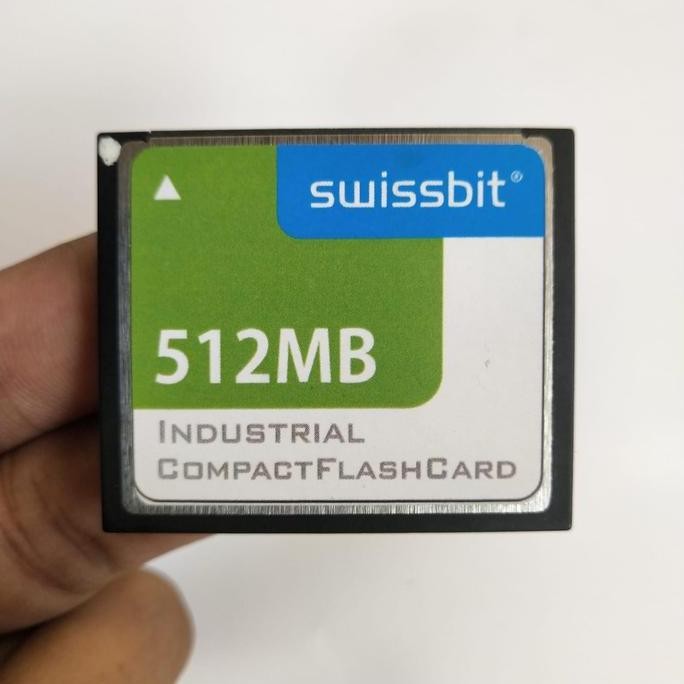 swissbit®
512MB
INDUSTRIAL
COMPACTFLASHCARD